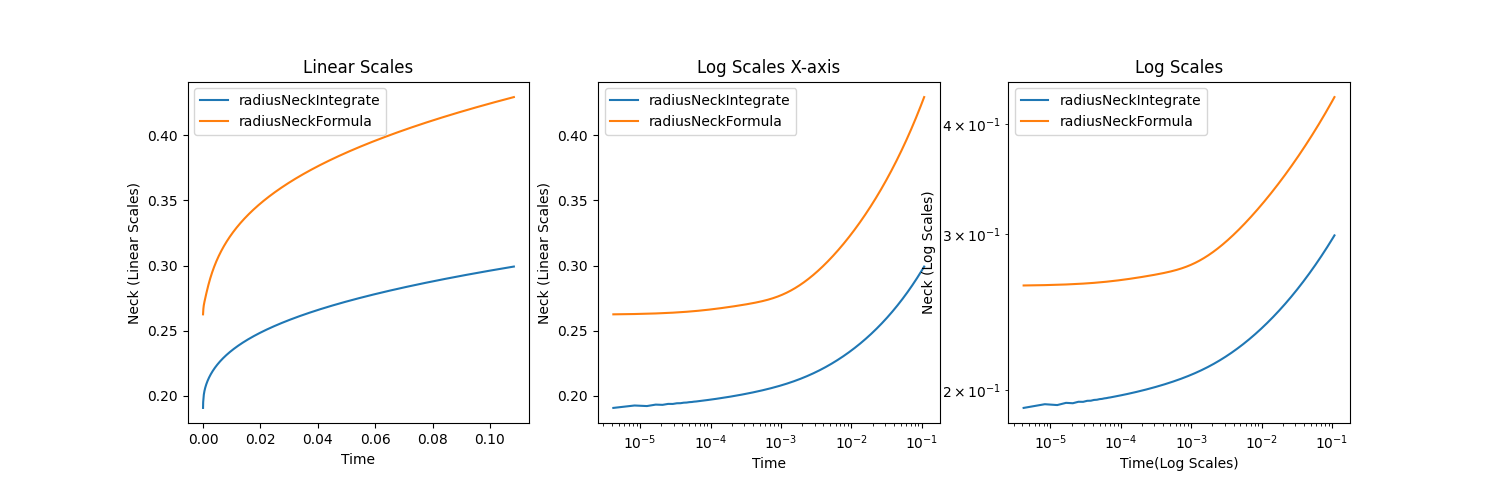 Linear Scales
radiusNeckIntegrate
radiusNeckFormula
Neck (Linear Scales)
0.40
0.35
0.30
0.25
0.20
0.00 0.02 0.04 0.06 0.08 0.10
Time
Log Scales X-axis
radiusNeckIntegrate
radiusNeckFormula
Neck (Linear Scales)
0.40
0.35
0.30
0.25
0.20
10⁻⁵ 10⁻⁴ 10⁻³ 10⁻² 10⁻¹
Time
Log Scales
radiusNeckIntegrate
radiusNeckFormula
Neck (Log Scales)
4 × 10⁻¹
3 × 10⁻¹
2 × 10⁻¹
10⁻⁵ 10⁻⁴ 10⁻³ 10⁻² 10⁻¹
Time(Log Scales)